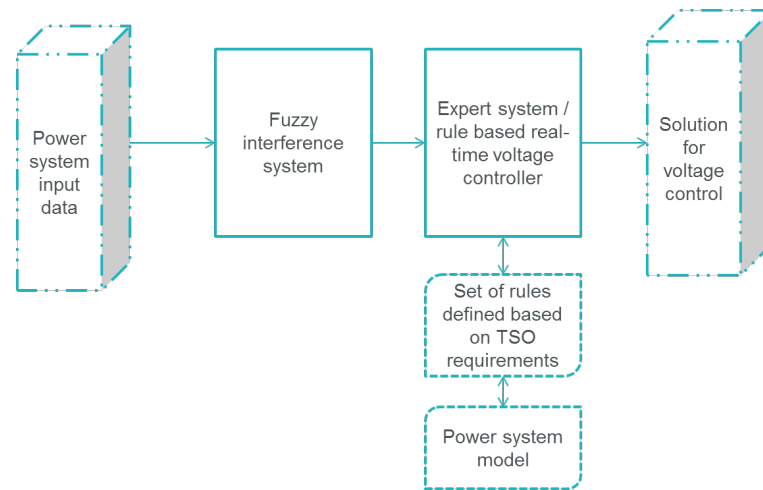 Power
system
input
data
Fuzzy
interference
system
Expert system /
rule based real-
time voltage
controller
Solution
for
voltage
control
Set of rules
defined based
on TSO
requirements
Power system
model